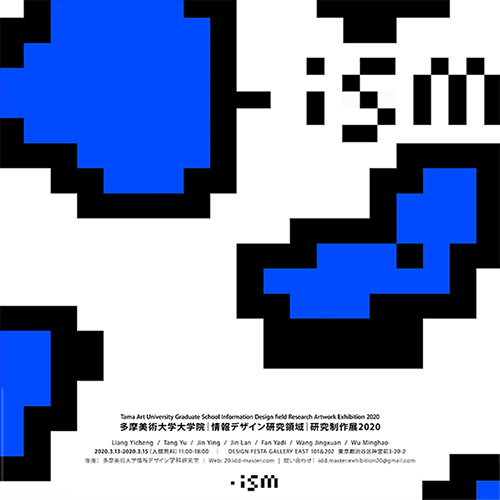 -ism
Tama Art University Graduate School Information Design field Research Artwork Exhibition 2020
多摩美術大学大学院 | 情報デザイン研究領域 | 研究制作展2020
Liang Yicheng / Tang Yu / Jin Ying / Jin Lan / Fan Yadi / Wang Jingxuan / Wu Minghao
2020.3.13-2020.3.15 (入館無料) 11:00-18:00 | DESIGN FESTA GALLERY EAST 101&202 東京都渋谷区神宮前3-20-2
後援: 多摩美術大学情報デザイン学科研究室 | Web: 20.idd-master.com | 問い合わせ: idd.master.exhibition20@gmail.com
-ism